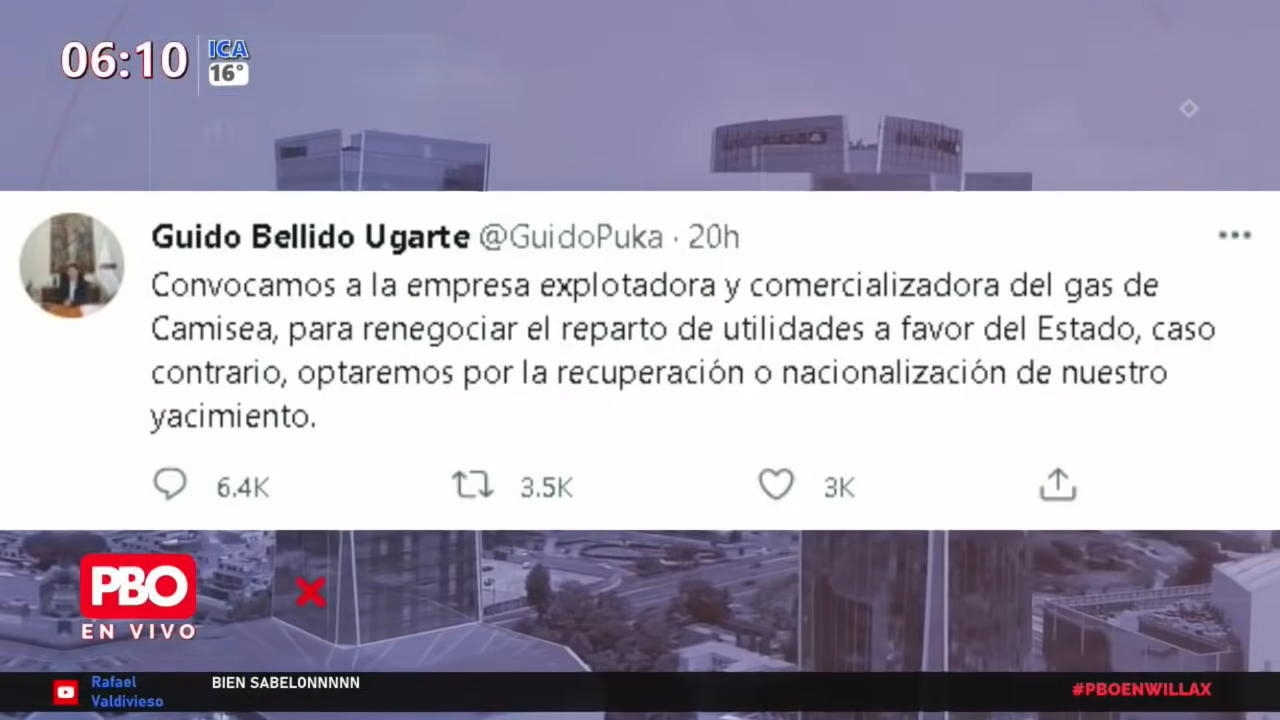 06:10
ICA
16°
Guido Bellido Ugarte @GuidoPuka · 20h
Convocamos a la empresa explotadora y comercializadora del gas de
Camisea, para renegociar el reparto de utilidades a favor del Estado, caso
contrario, optaremos por la recuperación o nacionalización de nuestro
yacimiento.
6.4K 3.5K 3K
PBO
EN VIVO
Rafael
Valdivieso
BIEN SABELONNNNN
#PBOENWILLAX